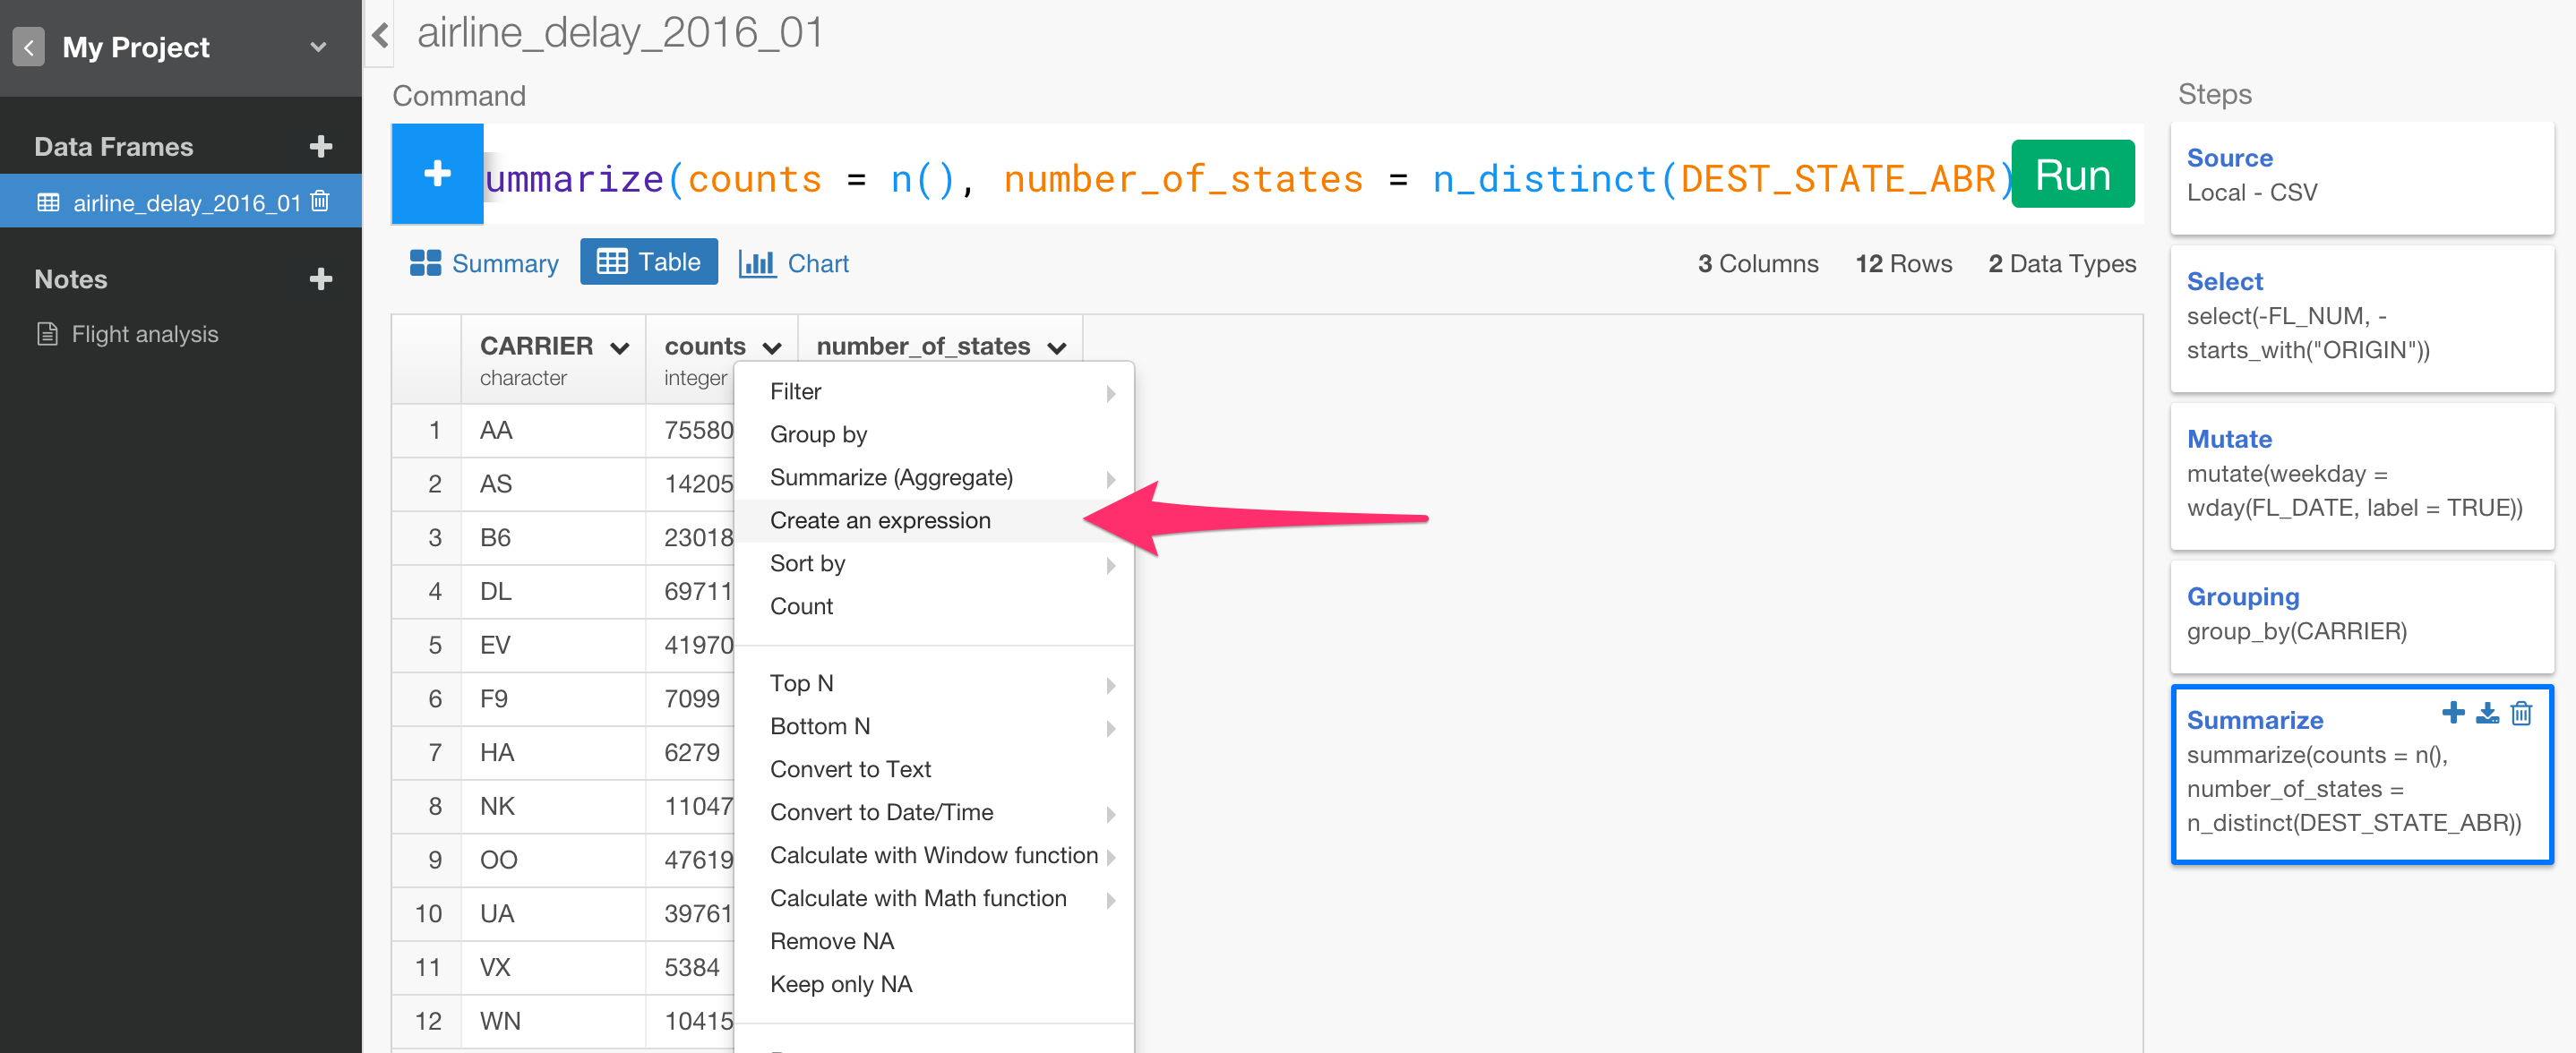 My Project
Data Frames
airline_delay_2016_01
Notes
Flight analysis
airline_delay_2016_01
Command
ummarize(counts = n(), number_of_states = n_distinct(DEST_STATE_ABR)
Run
Summary Table Chart
3 Columns 12 Rows 2 Data Types
CARRIER counts number_of_states
character integer
1 AA 75580
2 AS 14205
3 B6 23018
4 DL 69711
5 EV 41970
6 F9 7099
7 HA 6279
8 NK 11047
9 OO 47619
10 UA 39761
11 VX 5384
12 WN 10415
Filter
Group by
Summarize (Aggregate)
Create an expression
Sort by
Count
Top N
Bottom N
Convert to Text
Convert to Date/Time
Calculate with Window function
Calculate with Math function
Remove NA
Keep only NA
Steps
Source
Local - CSV
Select
select(-FL_NUM, -
starts_with("ORIGIN"))
Mutate
mutate(weekday =
wday(FL_DATE, label = TRUE))
Grouping
group_by(CARRIER)
Summarize
summarize(counts = n(),
number_of_states =
n_distinct(DEST_STATE_ABR))